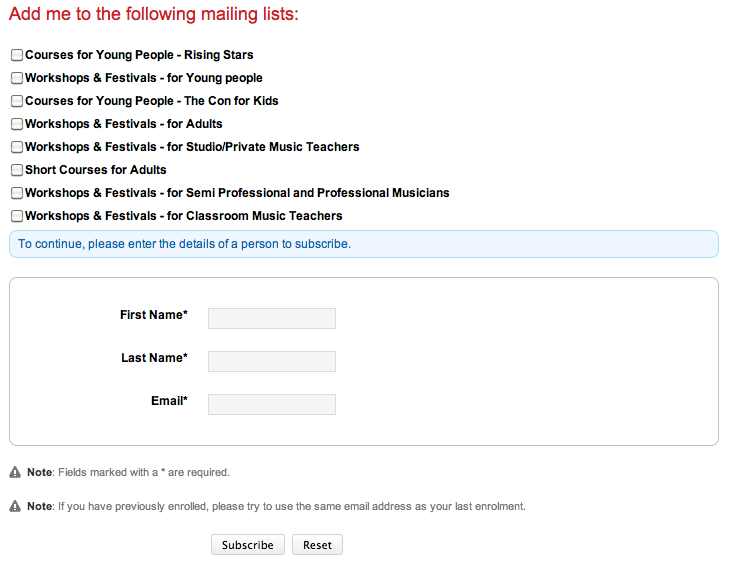 Add me to the following mailing lists:
Courses for Young People - Rising Stars
Workshops & Festivals - for Young people
Courses for Young People - The Con for Kids
Workshops & Festivals - for Adults
Workshops & Festivals - for Studio/Private Music Teachers
Short Courses for Adults
Workshops & Festivals - for Semi Professional and Professional Musicians
Workshops & Festivals - for Classroom Music Teachers
To continue, please enter the details of a person to subscribe.
First Name*
Last Name*
Email*
Note: Fields marked with a * are required.
Note: If you have previously enrolled, please try to use the same email address as your last enrolment.
Subscribe Reset